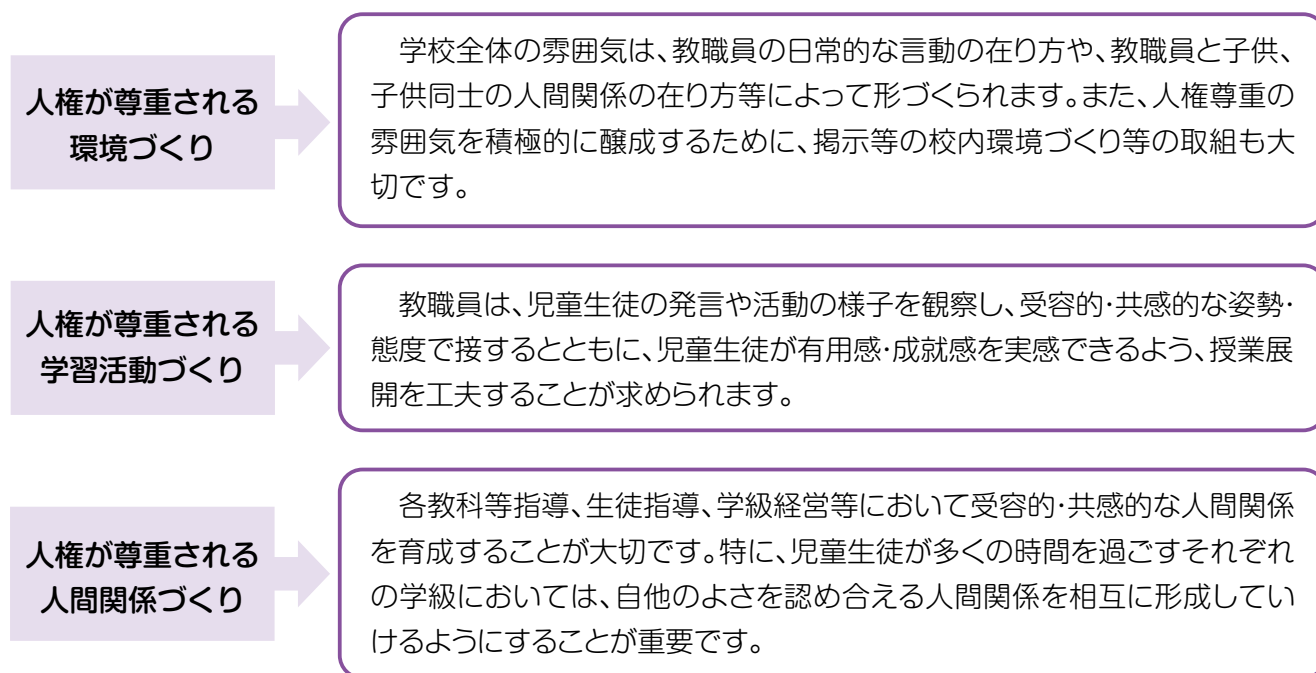 人権が尊重される
環境づくり
　学校全体の雰囲気は、教職員の日常的な言動の在り方や、教職員と子供、
子供同士の人間関係の在り方等によって形づくられます。また、人権尊重の
雰囲気を積極的に醸成するために、掲示等の校内環境づくり等の取組も大
切です。
人権が尊重される
学習活動づくり
　教職員は、児童生徒の発言や活動の様子を観察し、受容的・共感的な姿勢・
態度で接するとともに、児童生徒が有用感・成就感を実感できるよう、授業展
開を工夫することが求められます。
人権が尊重される
人間関係づくり
　各教科等指導、生徒指導、学級経営等において受容的・共感的な人間関係
を育成することが大切です。特に、児童生徒が多くの時間を過ごすそれぞれ
の学級においては、自他のよさを認め合える人間関係を相互に形成してい
けるようにすることが重要です。